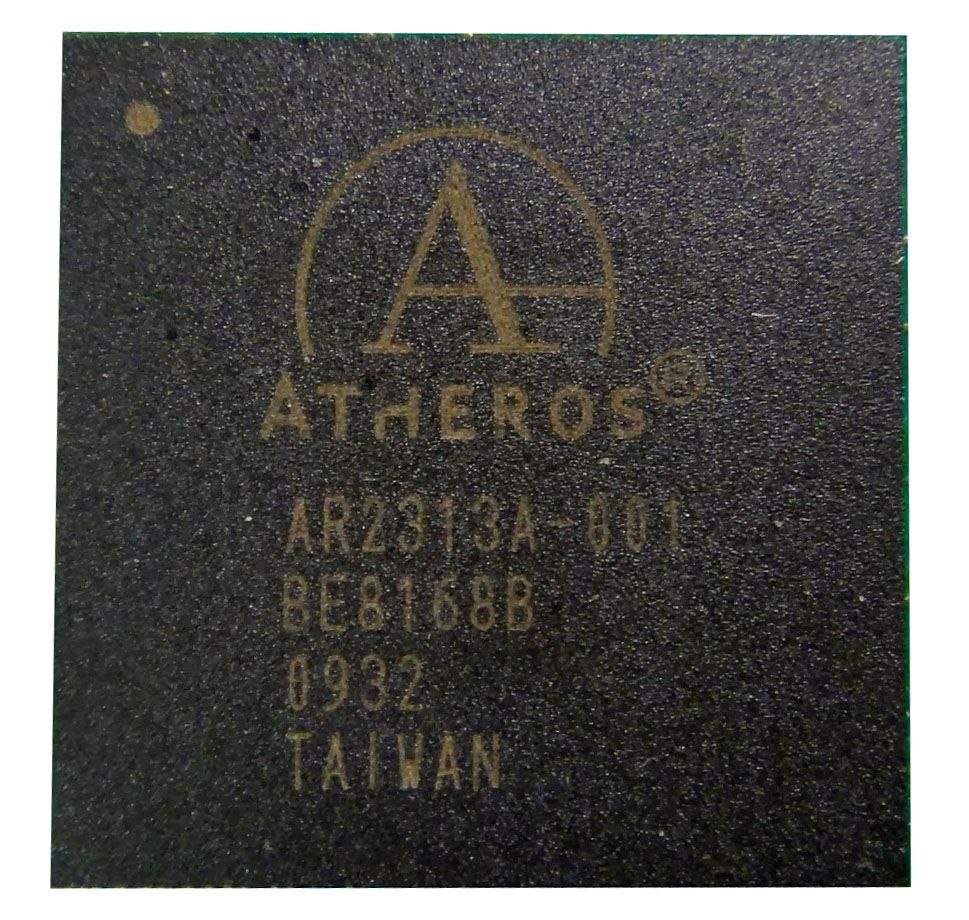 A
ATHEROS®
AR2313A-001
BE8168B
0932
TAIWAN